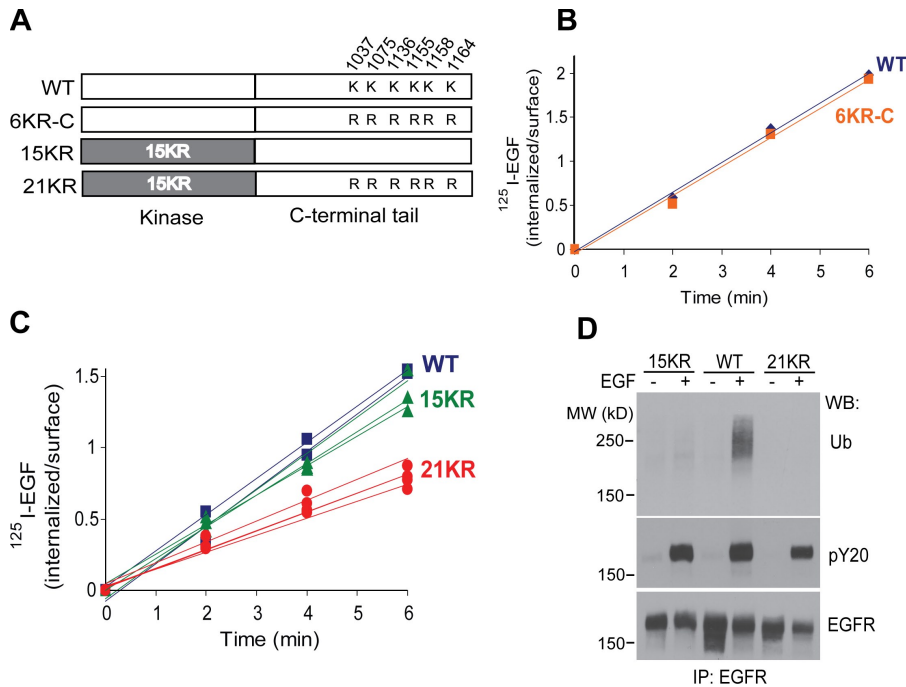 A
1037 1075 1136 1155 1158 1164
WT K K K K K K
6KR-C R R R R R R
15KR 15KR
21KR 15KR R R R R R R
Kinase C-terminal tail
B
125I-EGF
(internalized/surface)
2
1.5
1
0.5
0
WT
6KR-C
0 1 2 3 4 5 6
Time (min)
C
125I-EGF
(internalized/surface)
1.5
1
0.5
0
WT
15KR
21KR
0 1 2 3 4 5 6
Time (min)
D
15KR WT 21KR
EGF - + - + - +
MW (kD) WB:
250 Ub
150
pY20
150
EGFR
150
IP: EGFR